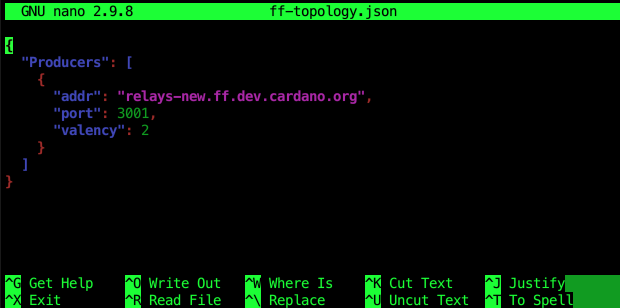 GNU nano 2.9.8 ff-topology.json
{
"Producers": [
{
"addr": "relays-new.ff.dev.cardano.org",
"port": 3001,
"valency": 2
}
]
}
^G Get Help ^O Write Out ^W Where Is ^K Cut Text ^J Justify
^X Exit ^R Read File ^\ Replace ^U Uncut Text ^T To Spell